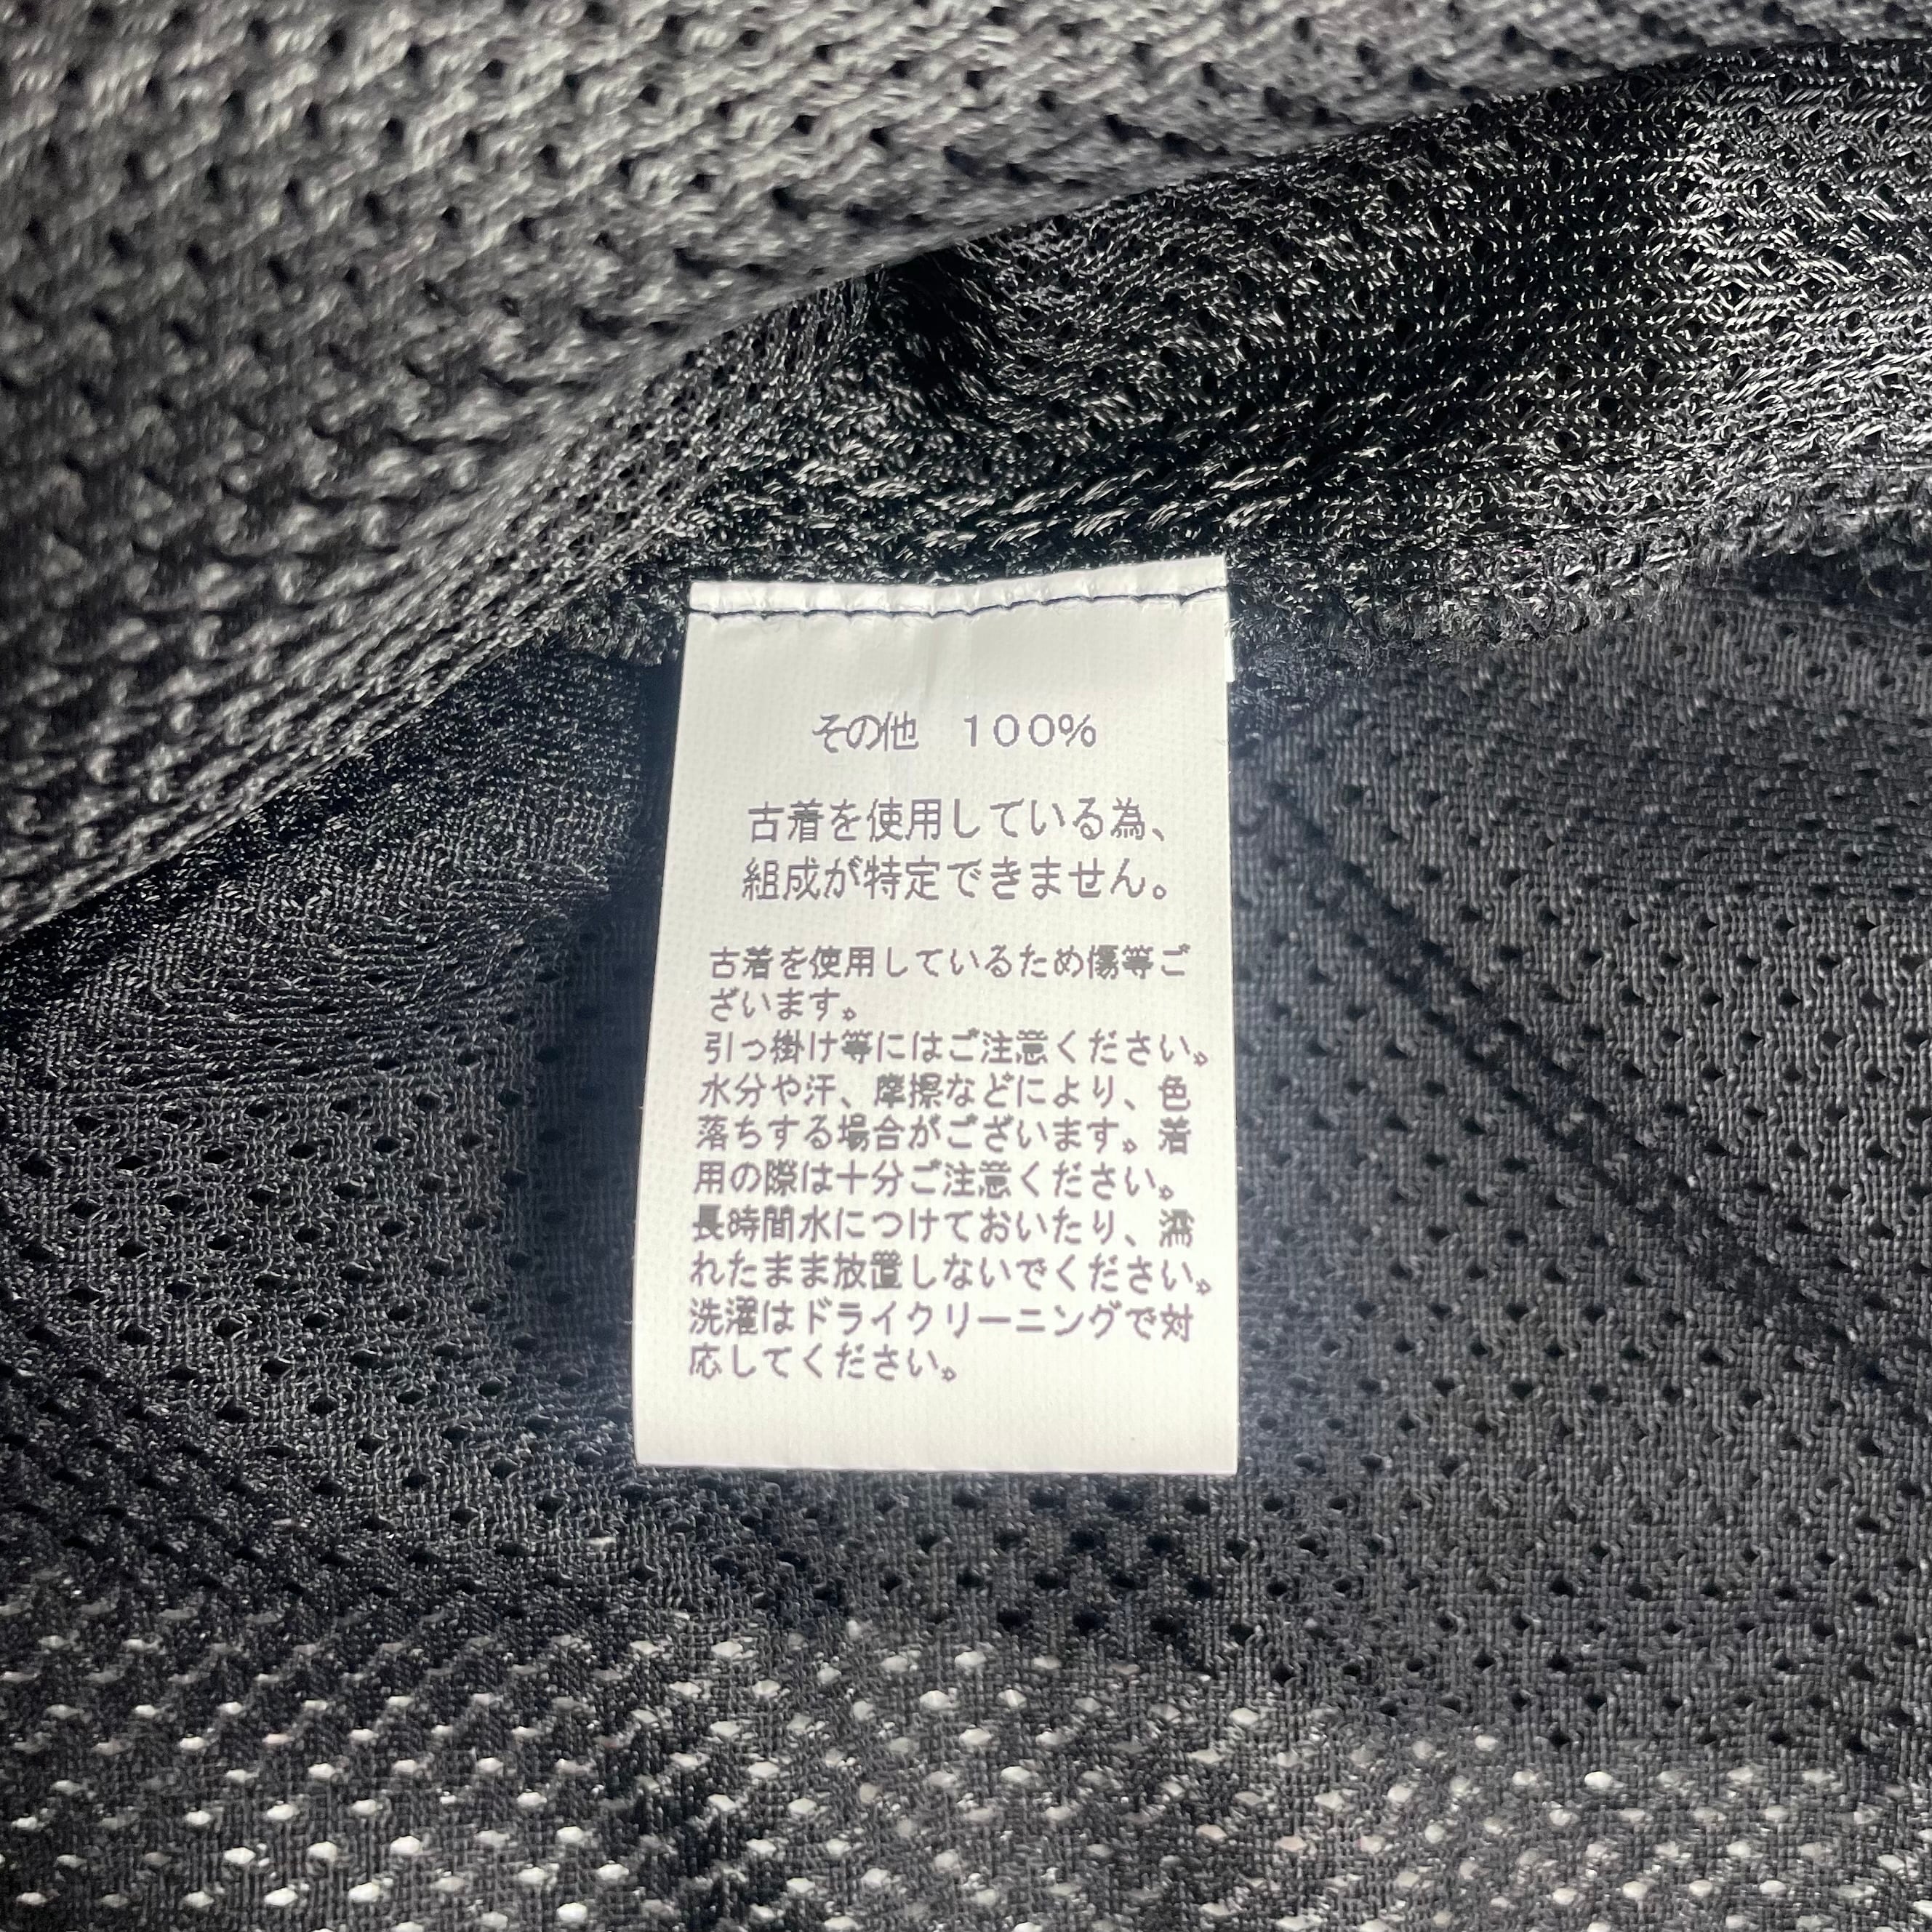 その他　100%
古着を使用している為、
組成が特定できません。
古着を使用しているため傷等ご
ざいます。
引っ掛け等にはご注意ください。
水分や汗、摩擦などにより、色
落ちする場合がございます。着
用の際は十分ご注意ください。
長時間水につけておいたり、濡
れたまま放置しないでください。
洗濯はドライクリーニングで対
応してください。